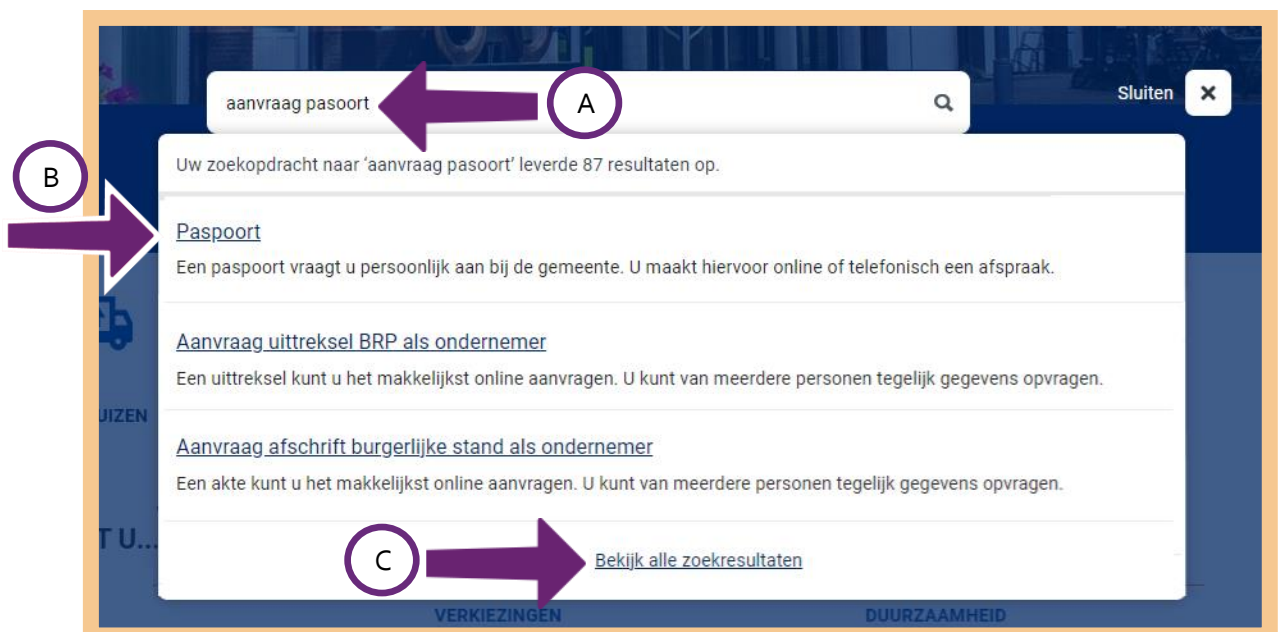 aanvraag pasoort
A
Sluiten
Uw zoekopdracht naar ‘aanvraag pasoort’ leverde 87 resultaten op.
B
Paspoort
Een paspoort vraagt u persoonlijk aan bij de gemeente. U maakt hiervoor online of telefonisch een afspraak.
Aanvraag uittreksel BRP als ondernemer
Een uittreksel kunt u het makkelijkst online aanvragen. U kunt van meerdere personen tegelijk gegevens opvragen.
UIZEN
Aanvraag afschrift burgerlijke stand als ondernemer
Een akte kunt u het makkelijkst online aanvragen. U kunt van meerdere personen tegelijk gegevens opvragen.
T U...
C
Bekijk alle zoekresultaten
VERKIEZINGEN
DUURZAAMHEID